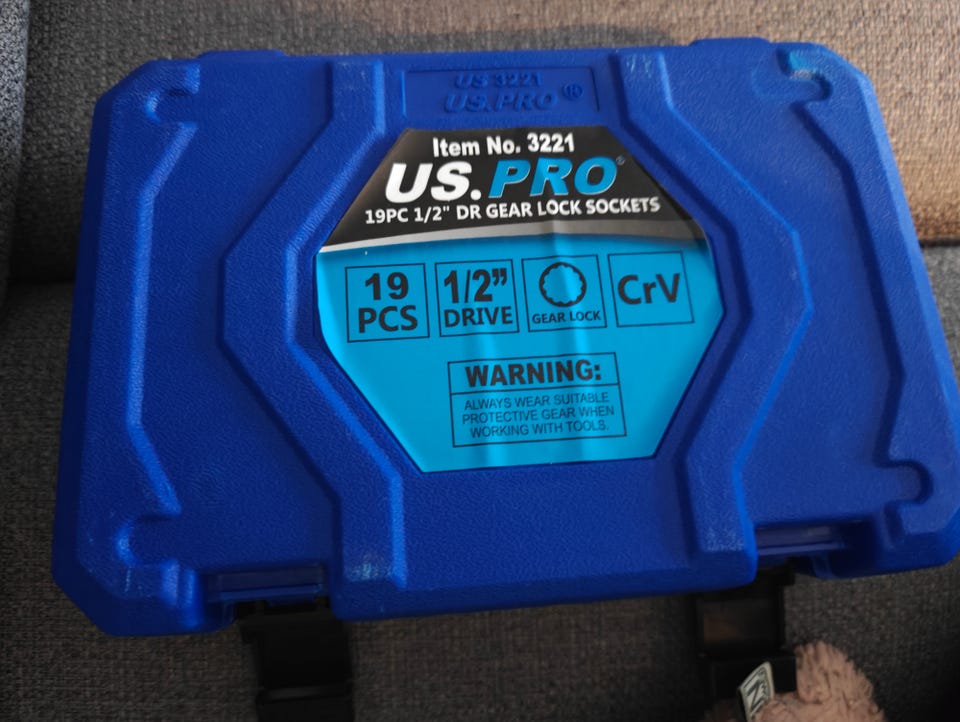 US 3221
US.PRO ®
Item No. 3221
US.PRO®
19PC 1/2" DR GEAR LOCK SOCKETS
19
PCS
1/2”
DRIVE
GEAR LOCK
CrV
WARNING:
ALWAYS WEAR SUITABLE
PROTECTIVE GEAR WHEN
WORKING WITH TOOLS.